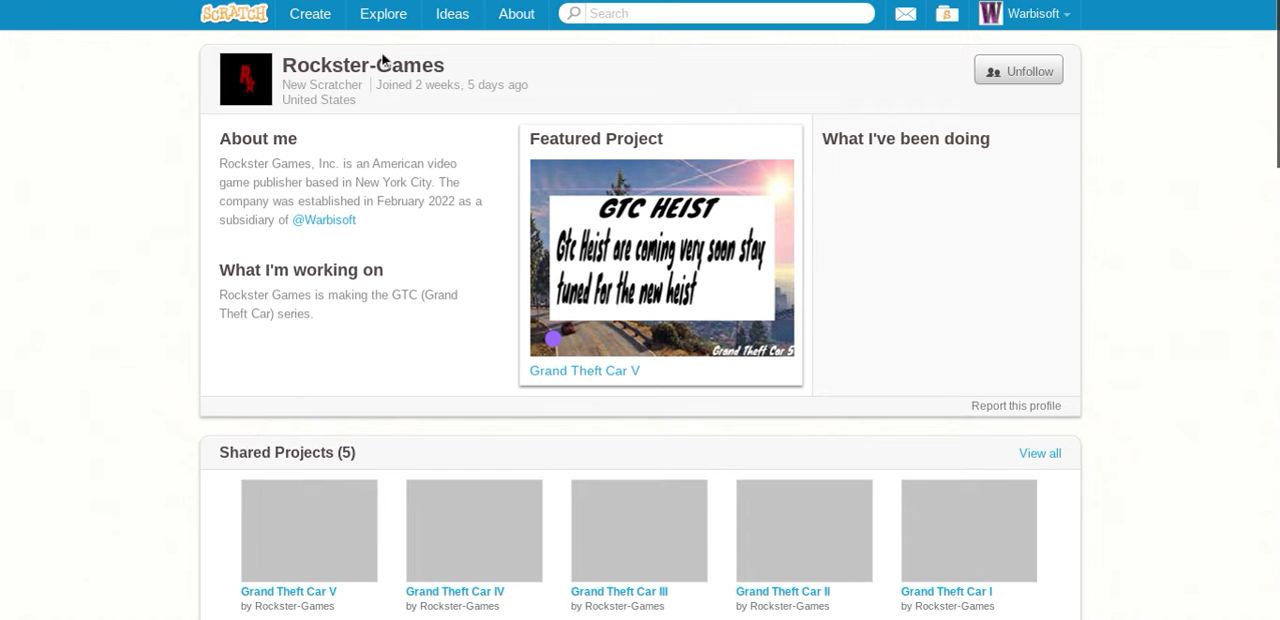 SCRATCH Create Explore Ideas About Search Warbisoft
Rockster-Games
New Scratcher Joined 2 weeks, 5 days ago
United States
Unfollow
About me
Rockster Games, Inc. is an American video
game publisher based in New York City. The
company was established in February 2022 as a
subsidiary of @Warbisoft
What I'm working on
Rockster Games is making the GTC (Grand
Theft Car) series.
Featured Project
GTC HEIST
Gtc Heist are coming very soon stay
tuned for the new heist
Grand Theft Car 5
Grand Theft Car V
What I've been doing
Report this profile
Shared Projects (5) View all
Grand Theft Car V Grand Theft Car IV Grand Theft Car III Grand Theft Car II Grand Theft Car I
by Rockster-Games by Rockster-Games by Rockster-Games by Rockster-Games by Rockster-Games